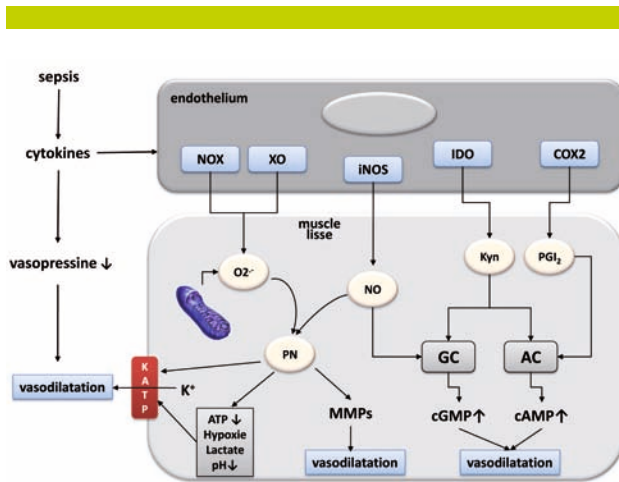 sepsis
endothelium
cytokines
NOX
XO
iNOS
IDO
COX2
muscle
lisse
vasopressine ↓
O2·-
NO
Kyn
PGI₂
PN
GC
AC
KATP
vasodilatation
K⁺
ATP ↓
Hypoxie
Lactate
pH↓
MMPs
cGMP↑
cAMP↑
vasodilatation
vasodilatation